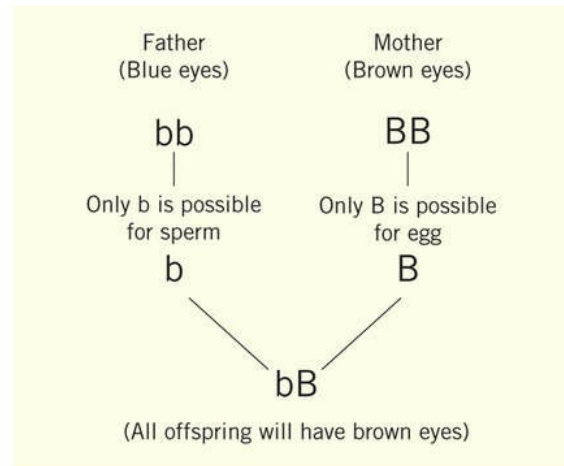 Father
(Blue eyes)
Mother
(Brown eyes)
bb
BB
Only b is possible
for sperm
Only B is possible
for egg
b
B
bB
(All offspring will have brown eyes)